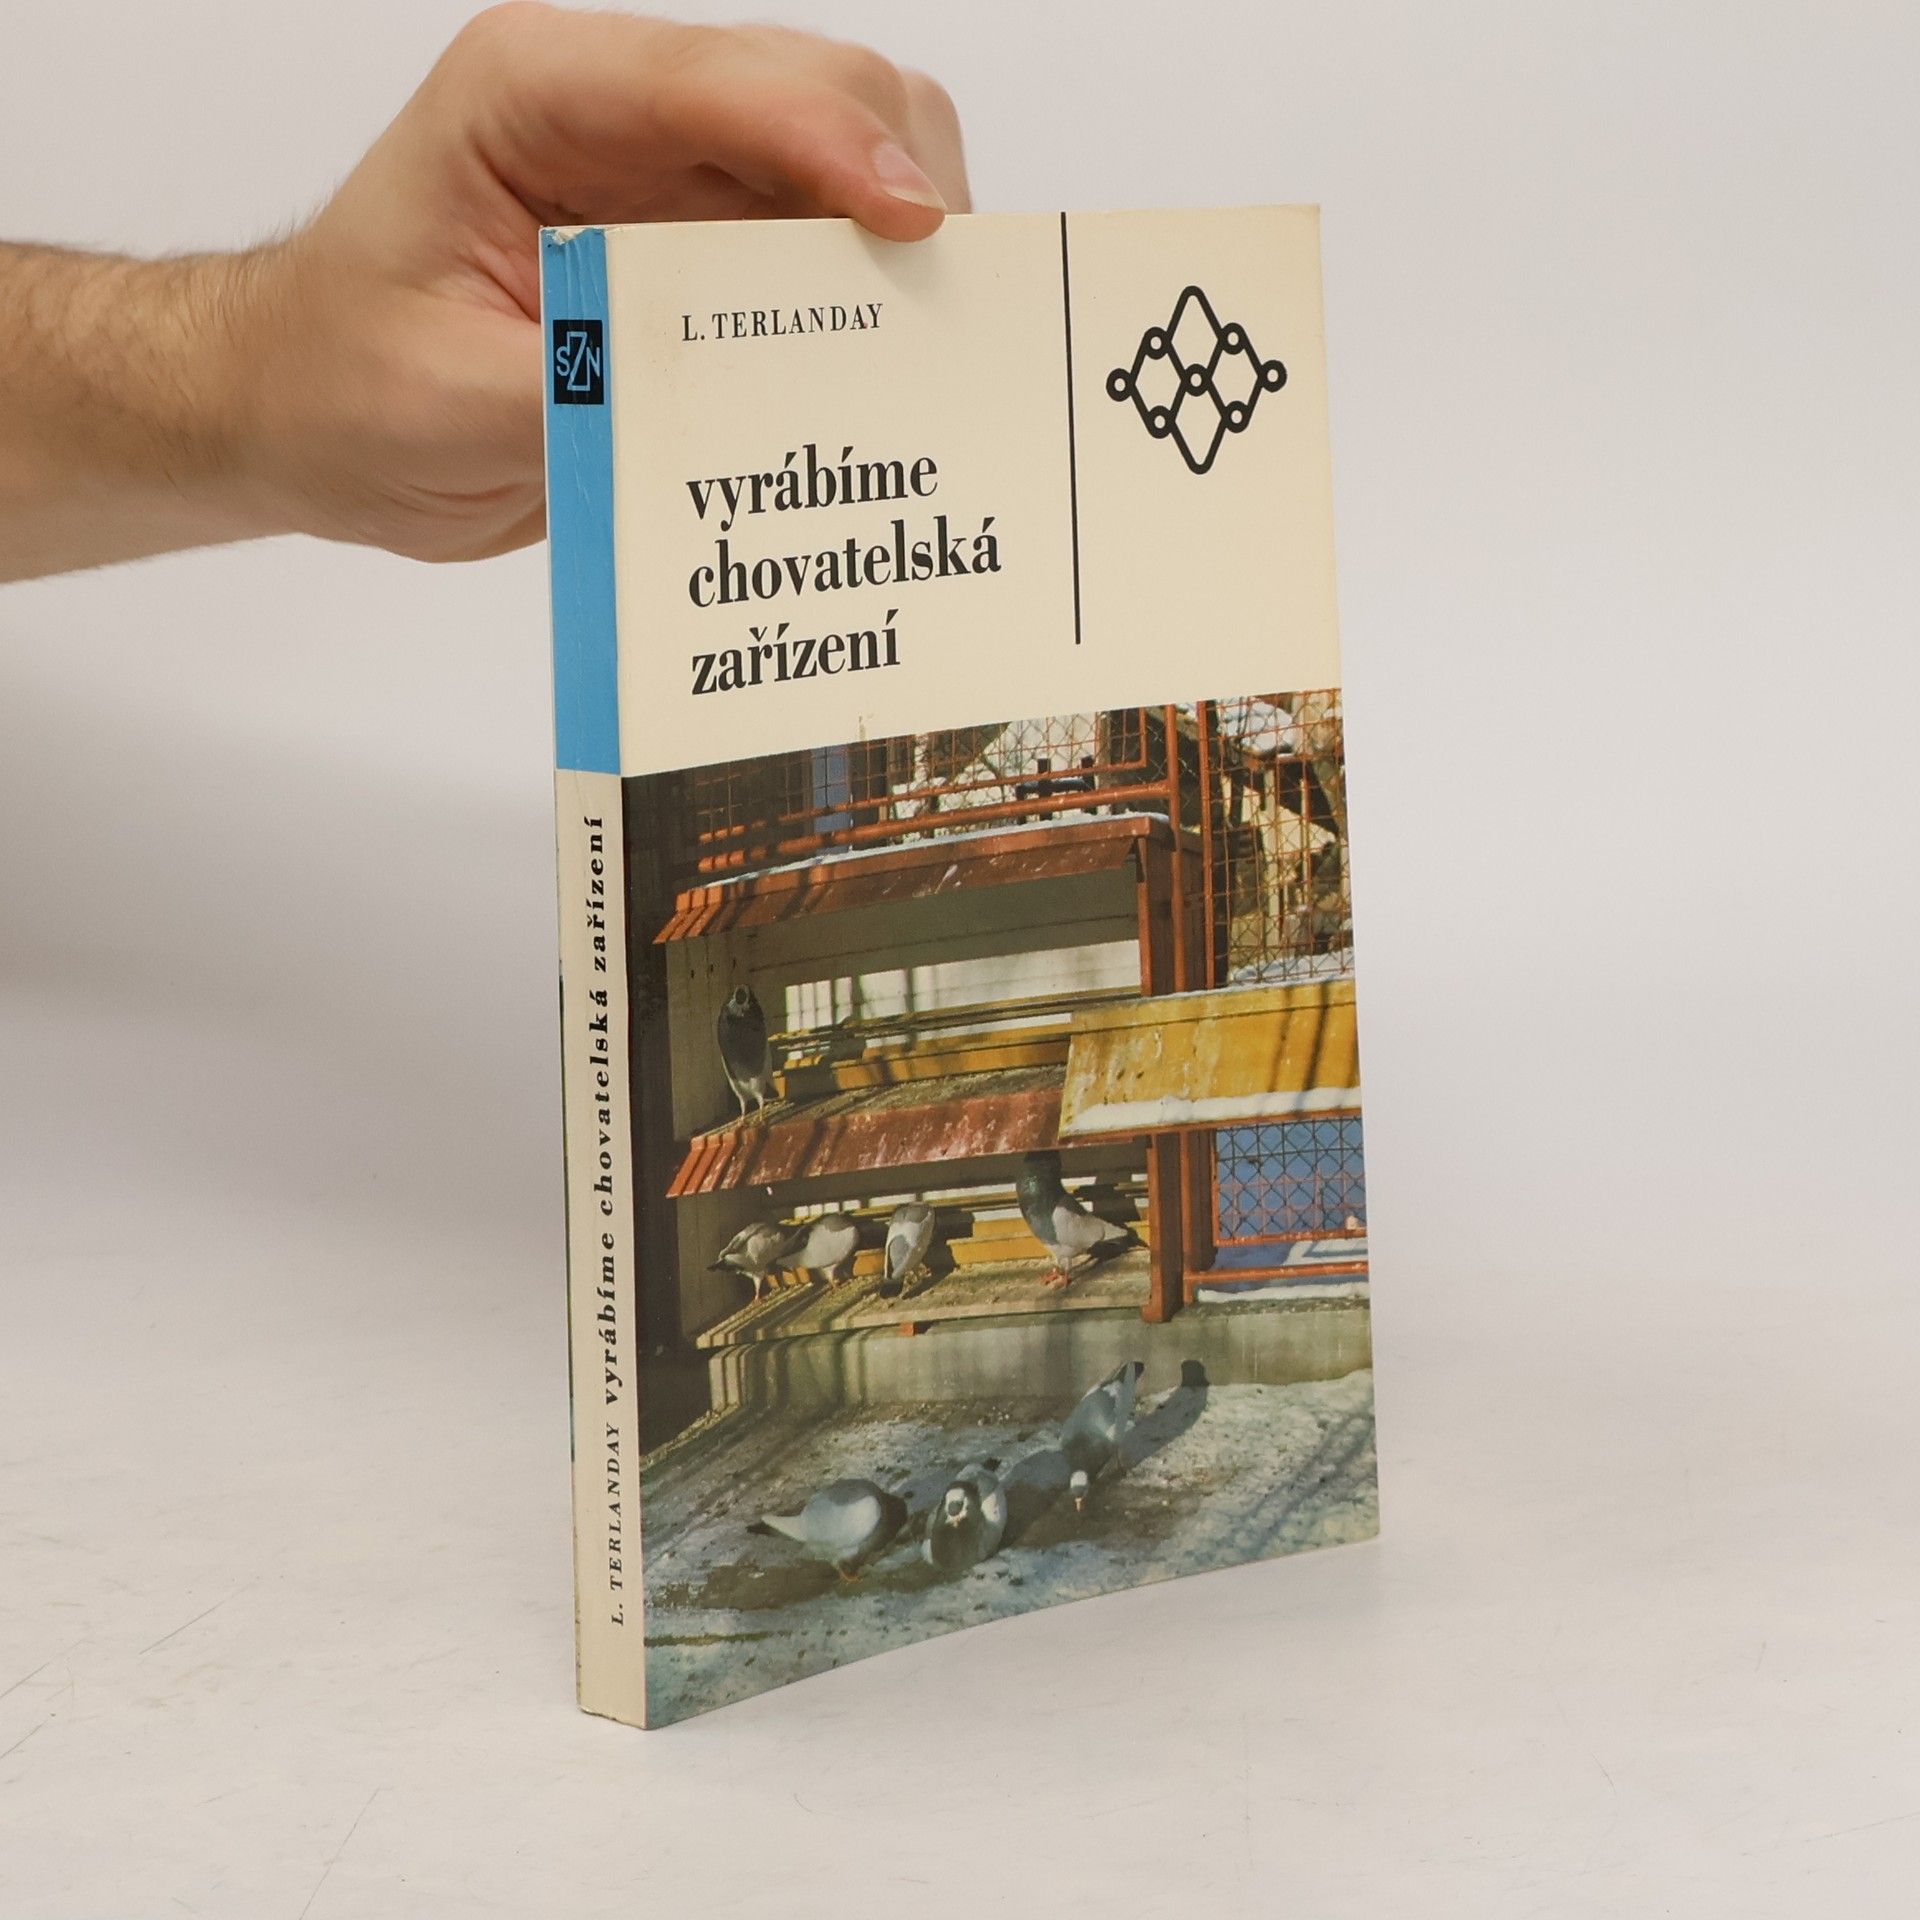 L. TERLANDAY
vyrábíme
chovatelská
zařízení
SZN
L. TERLANDAY vyrábíme chovatelská zařízení